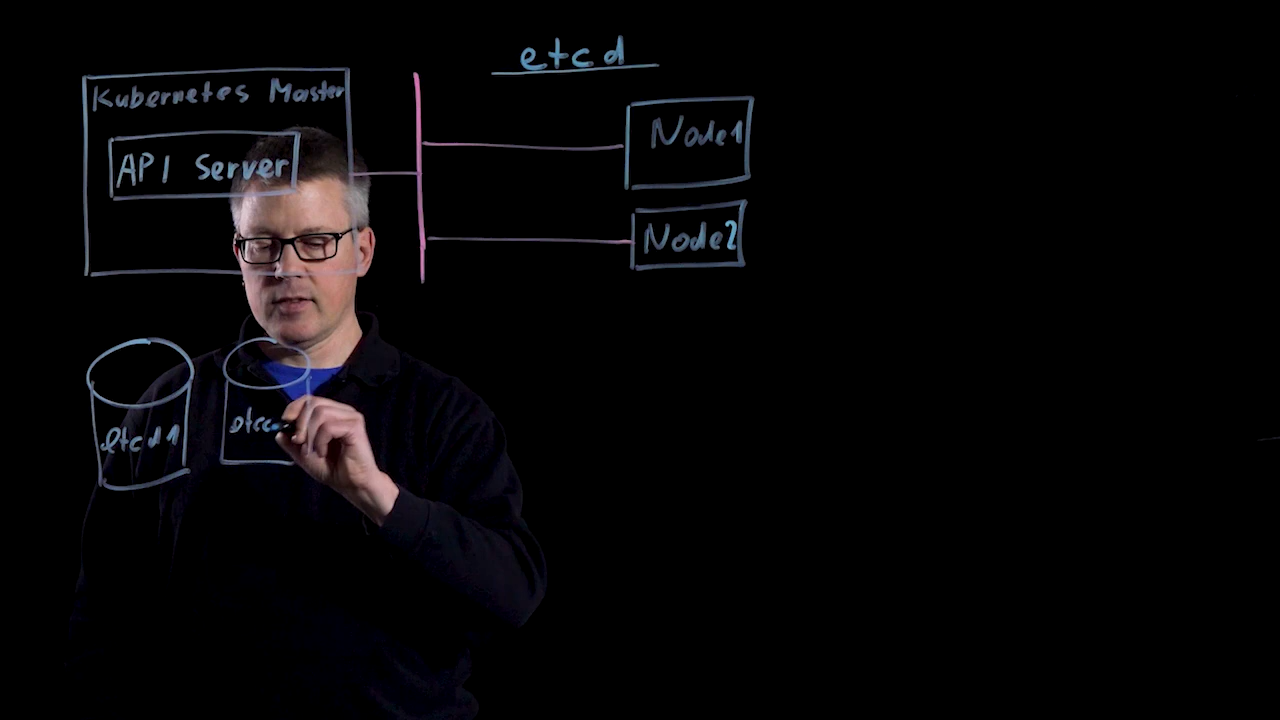 etcd
Kubernetes Master
API Server
Node1
Node2
etcd1